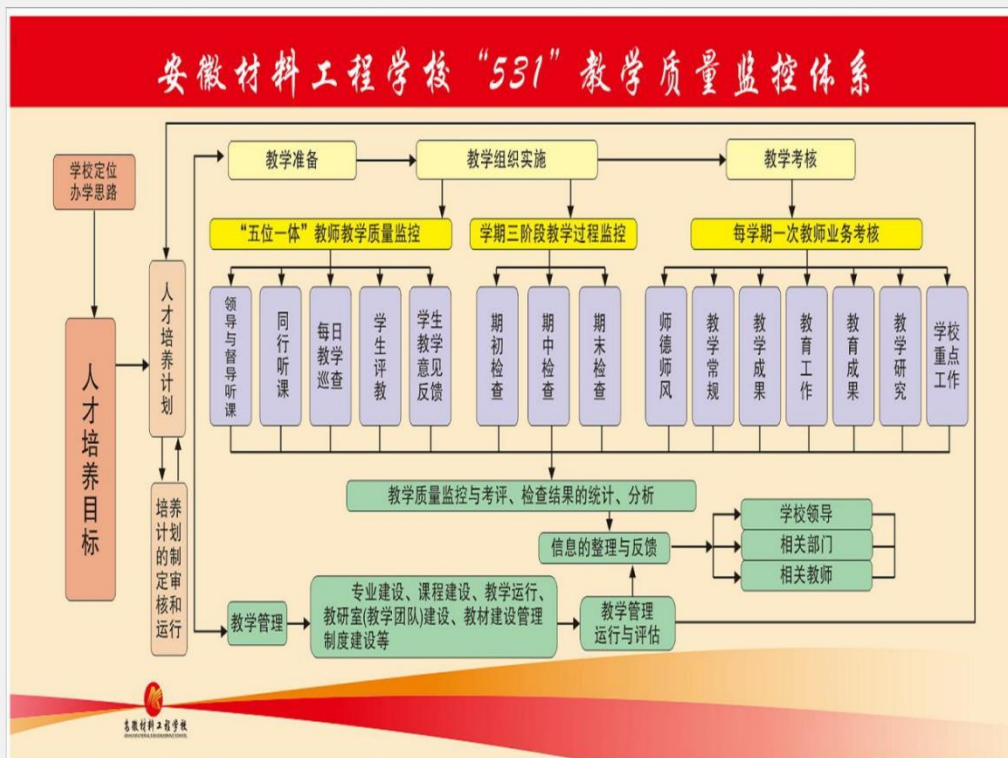 安徽材料工程学校“531”教学质量监控体系
学校定位
办学思路
教学准备
教学组织实施
教学考核
“五位一体”教师教学质量监控
学期三阶段教学过程监控
每学期一次教师业务考核
人才培养目标
人才培养计划
培养计划的制定审核和运行
领导与督导听课
同行听课
每日教学巡查
学生评教
学生教学意见反馈
期初检查
期中检查
期末检查
师德师风
教学常规
教学成果
教育工作
教育成果
教学研究
学校重点工作
教学质量监控与考评、检查结果的统计、分析
信息的整理与反馈
学校领导
相关部门
相关教师
教学管理
专业建设、课程建设、教学运行、
教研室(教学团队)建设、教材建设管理
制度建设等
教学管理
运行与评估
安徽材料工程学校